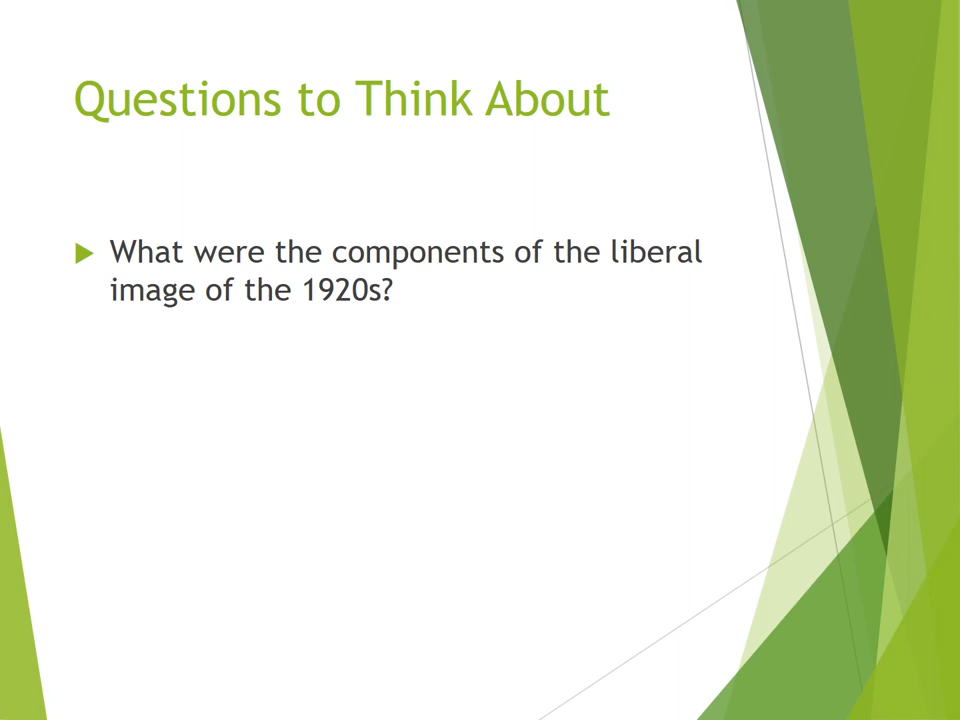 Questions to Think About
What were the components of the liberal
image of the 1920s?